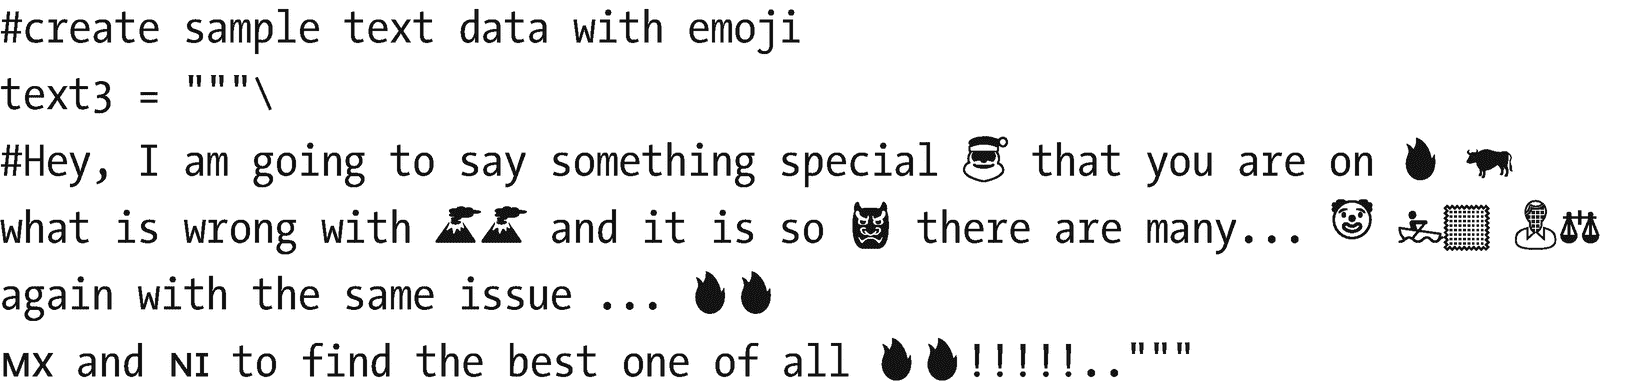 #create sample text data with emoji
text3 = """\
#Hey, I am going to say something special 🎅 that you are on 🔥 🐂
what is wrong with 🌋🌋 and it is so 👹 there are many... 🤡 🚣🏼 👨🏽⚖
again with the same issue ... 🔥🔥
MX and NI to find the best one of all 🔥🔥!!!!!.."""